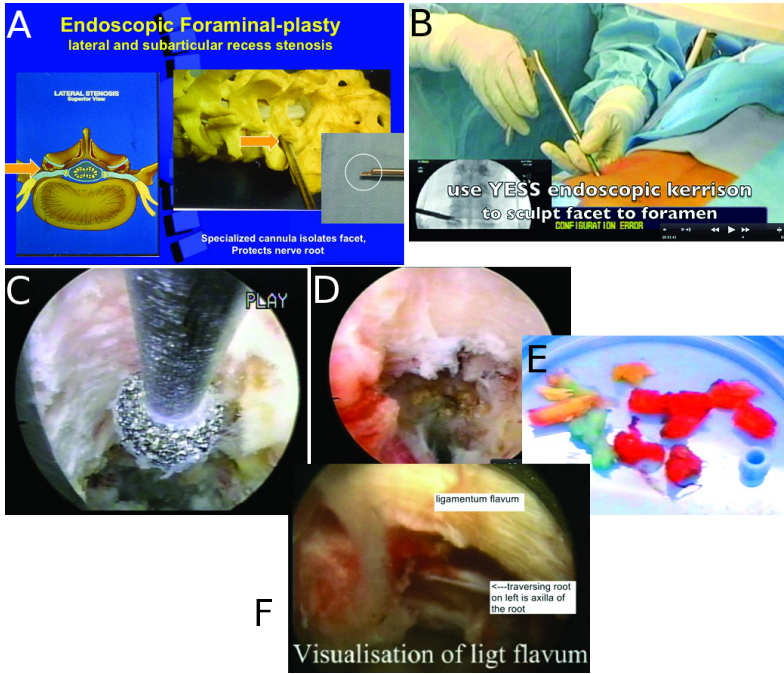 A
Endoscopic Foraminal-plasty
lateral and subarticular recess stenosis
LATERAL STENOSIS
Superior View
Specialized cannula isolates facet,
Protects nerve root
B
use YESS endoscopic kerrison
to sculpt facet to foramen
CONFIGURATION ERROR
C
PLAY
D
E
F
ligamentum flavum
<---traversing root
on left is axilla of
the root
Visualisation of ligt flavum